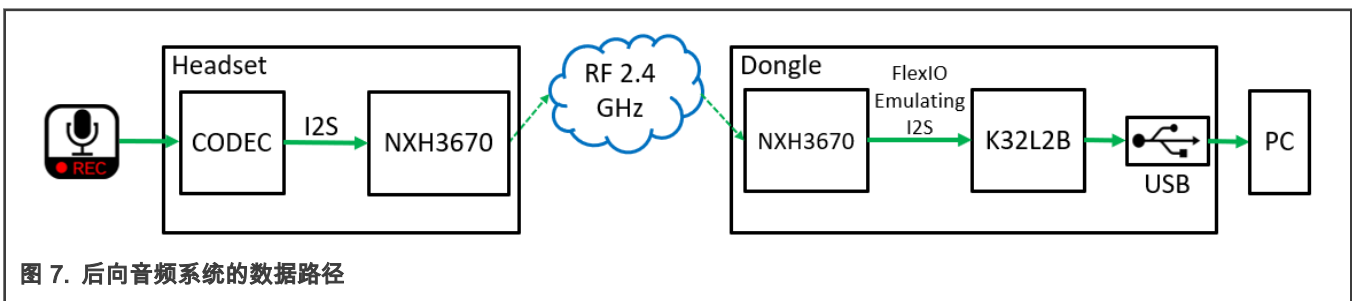 Headset
REC
CODEC
I2S
NXH3670
RF 2.4
GHz
Dongle
NXH3670
FlexIO
Emulating
I2S
K32L2B
USB
PC
图 7. 后向音频系统的数据路径